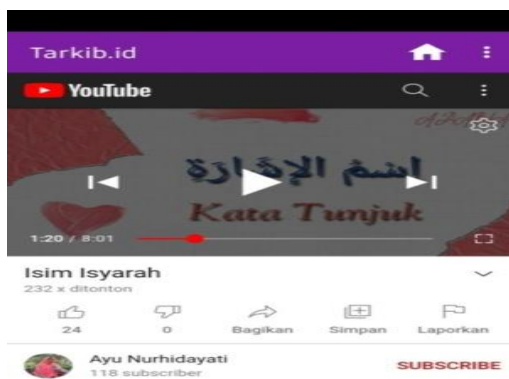 Tarkib.id
YouTube
اسم الإشارة
Kata Tunjuk
1:20 / 8:01
Isim Isyarah
232 x ditonton
24
0
Bagikan
Simpan
Laporkan
Ayu Nurhidayati
118 subscriber
SUBSCRIBE